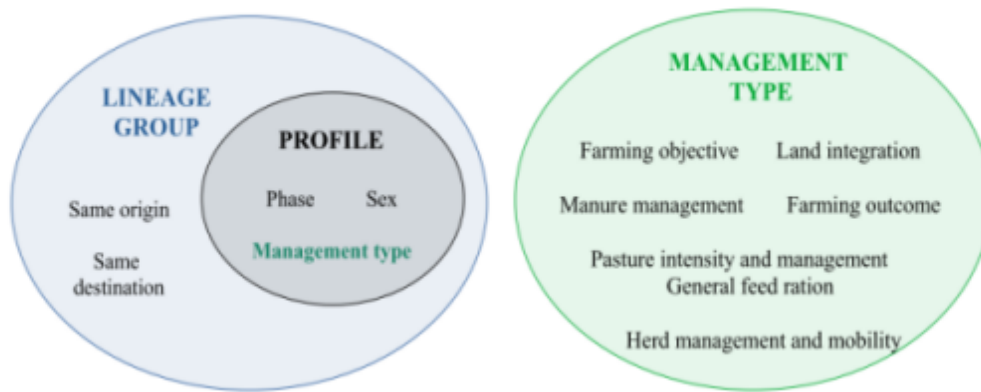 LINEAGE
GROUP
Same origin
Same
destination
PROFILE
Phase Sex
Management type
MANAGEMENT
TYPE
Farming objective Land integration
Manure management Farming outcome
Pasture intensity and management
General feed ration
Herd management and mobility